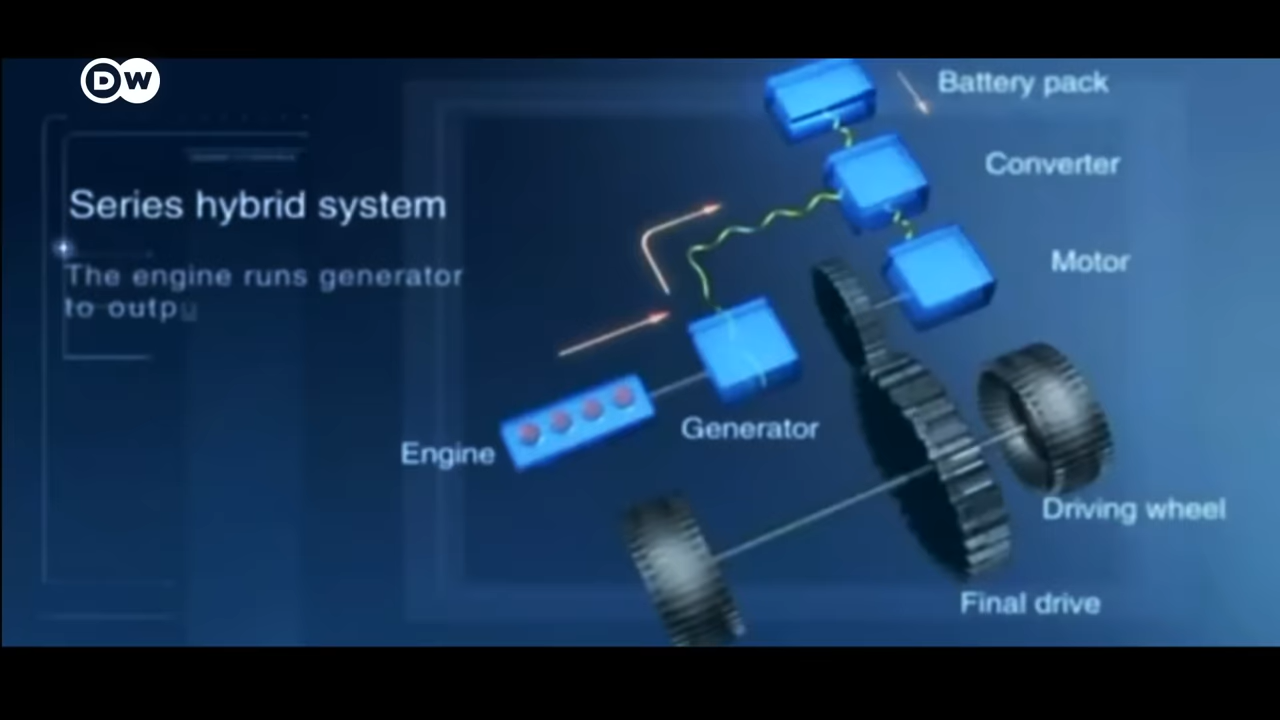 DW
Battery pack
Converter
Series hybrid system
Motor
The engine runs generator
to outpu
Generator
Engine
Driving wheel
Final drive